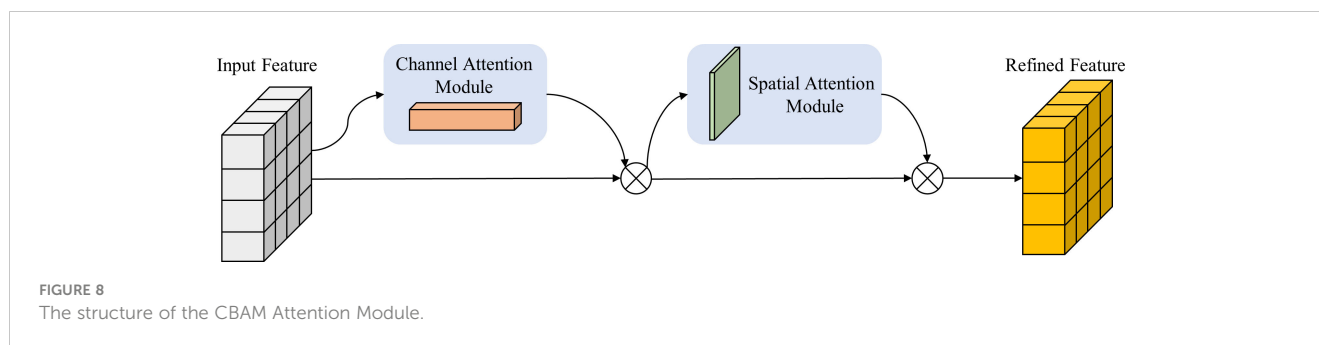 Input Feature
Channel Attention
Module
Spatial Attention
Module
Refined Feature
FIGURE 8
The structure of the CBAM Attention Module.